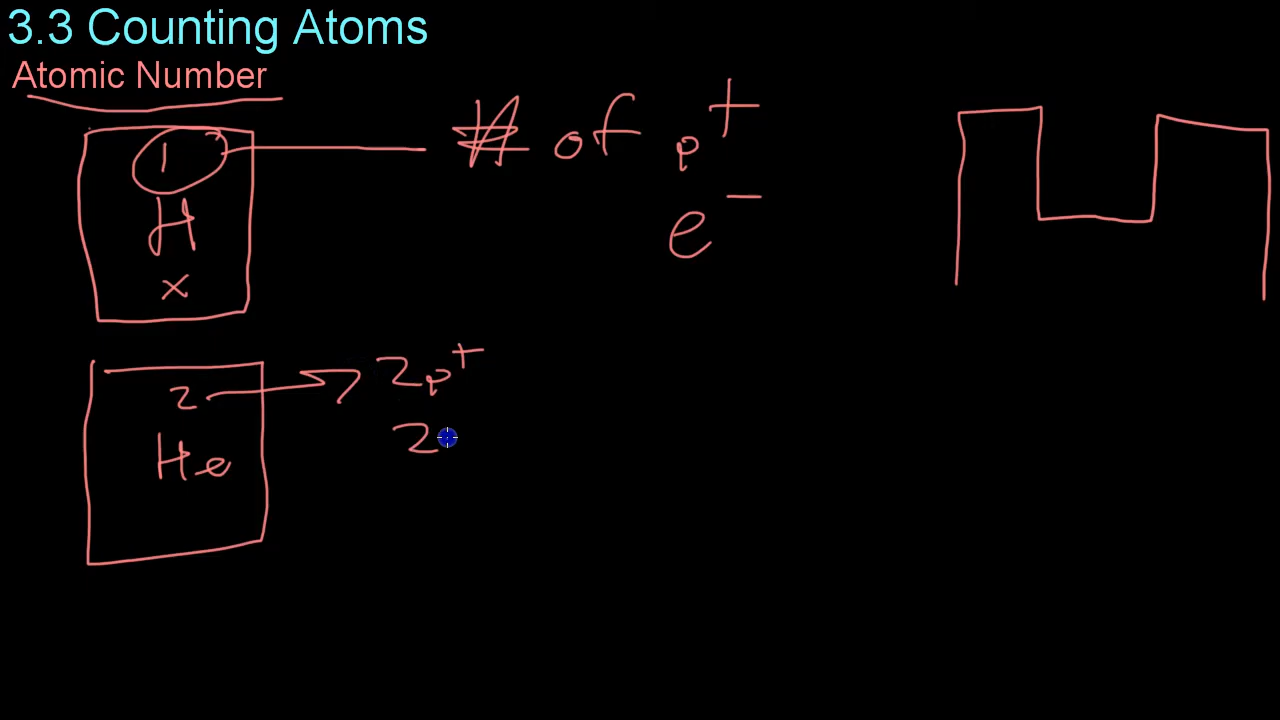 3.3 Counting Atoms
Atomic Number
1
H
x
# of p+
e−
2
He
2p+
2